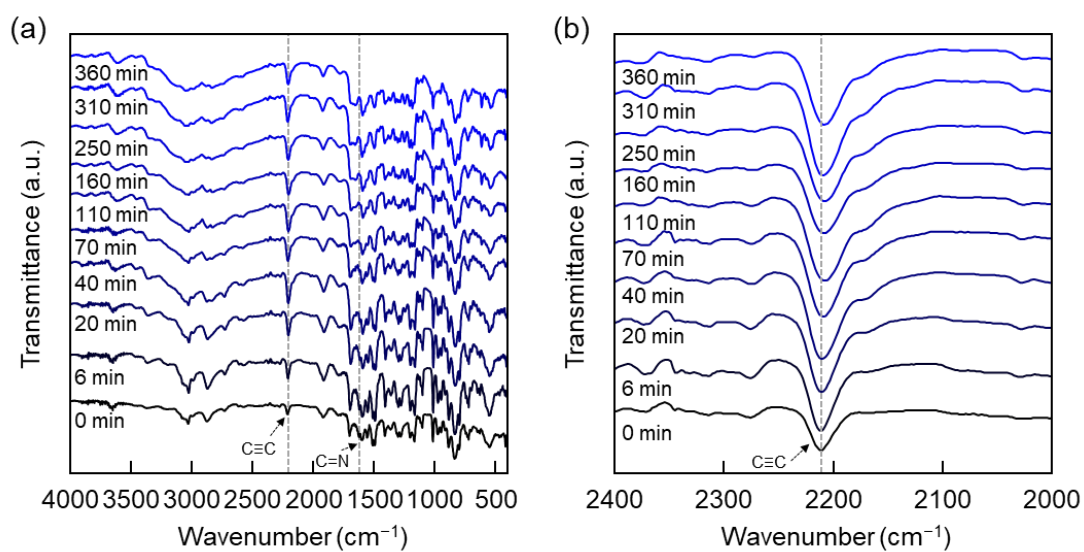 (a)
Transmittance (a.u.)
360 min
310 min
250 min
160 min
110 min
70 min
40 min
20 min
6 min
0 min
C≡C
C=N
4000 3500 3000 2500 2000 1500 1000 500
Wavenumber (cm⁻¹)
(b)
Transmittance (a.u.)
360 min
310 min
250 min
160 min
110 min
70 min
40 min
20 min
6 min
0 min
C≡C
2400 2300 2200 2100 2000
Wavenumber (cm⁻¹)